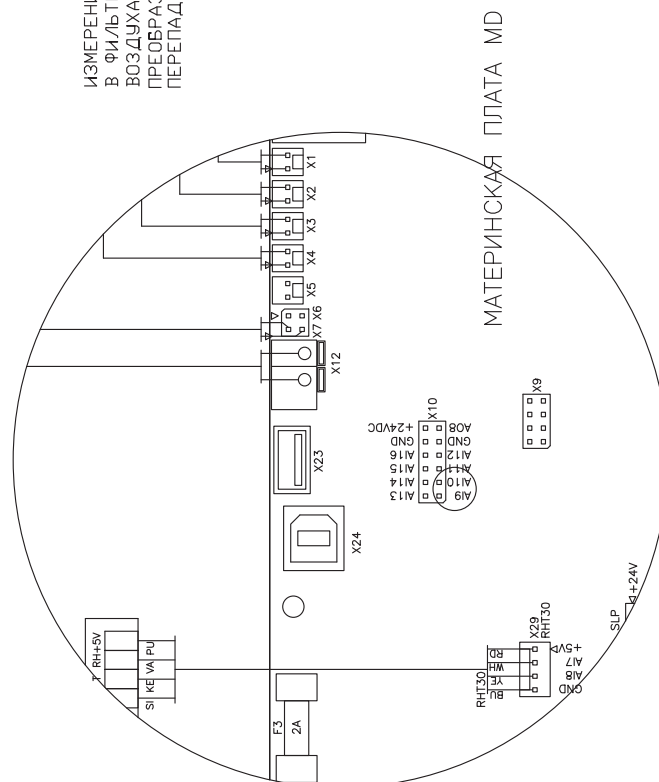 ИЗМЕРЕНИ
В ФИЛЬТ
ВОЗДУХА
ПРЕОБРАЗ
ПЕРЕПАД
МАТЕРИНСКАЯ ПЛАТА MD
X1
X2
X3
X4
X5
X7 X6
X12
X23
X24
X10
+24VDC
GND
AI16
AI15
AI14
AI13
AO8
GND
AI12
AI11
AI10
AI9
X9
T RH+5V
SI KE VA PU
F3
2A
RHT30
BU YE WH RD
X29
RHT30
+5V
AI7
AI8
GND
SLP
+24V